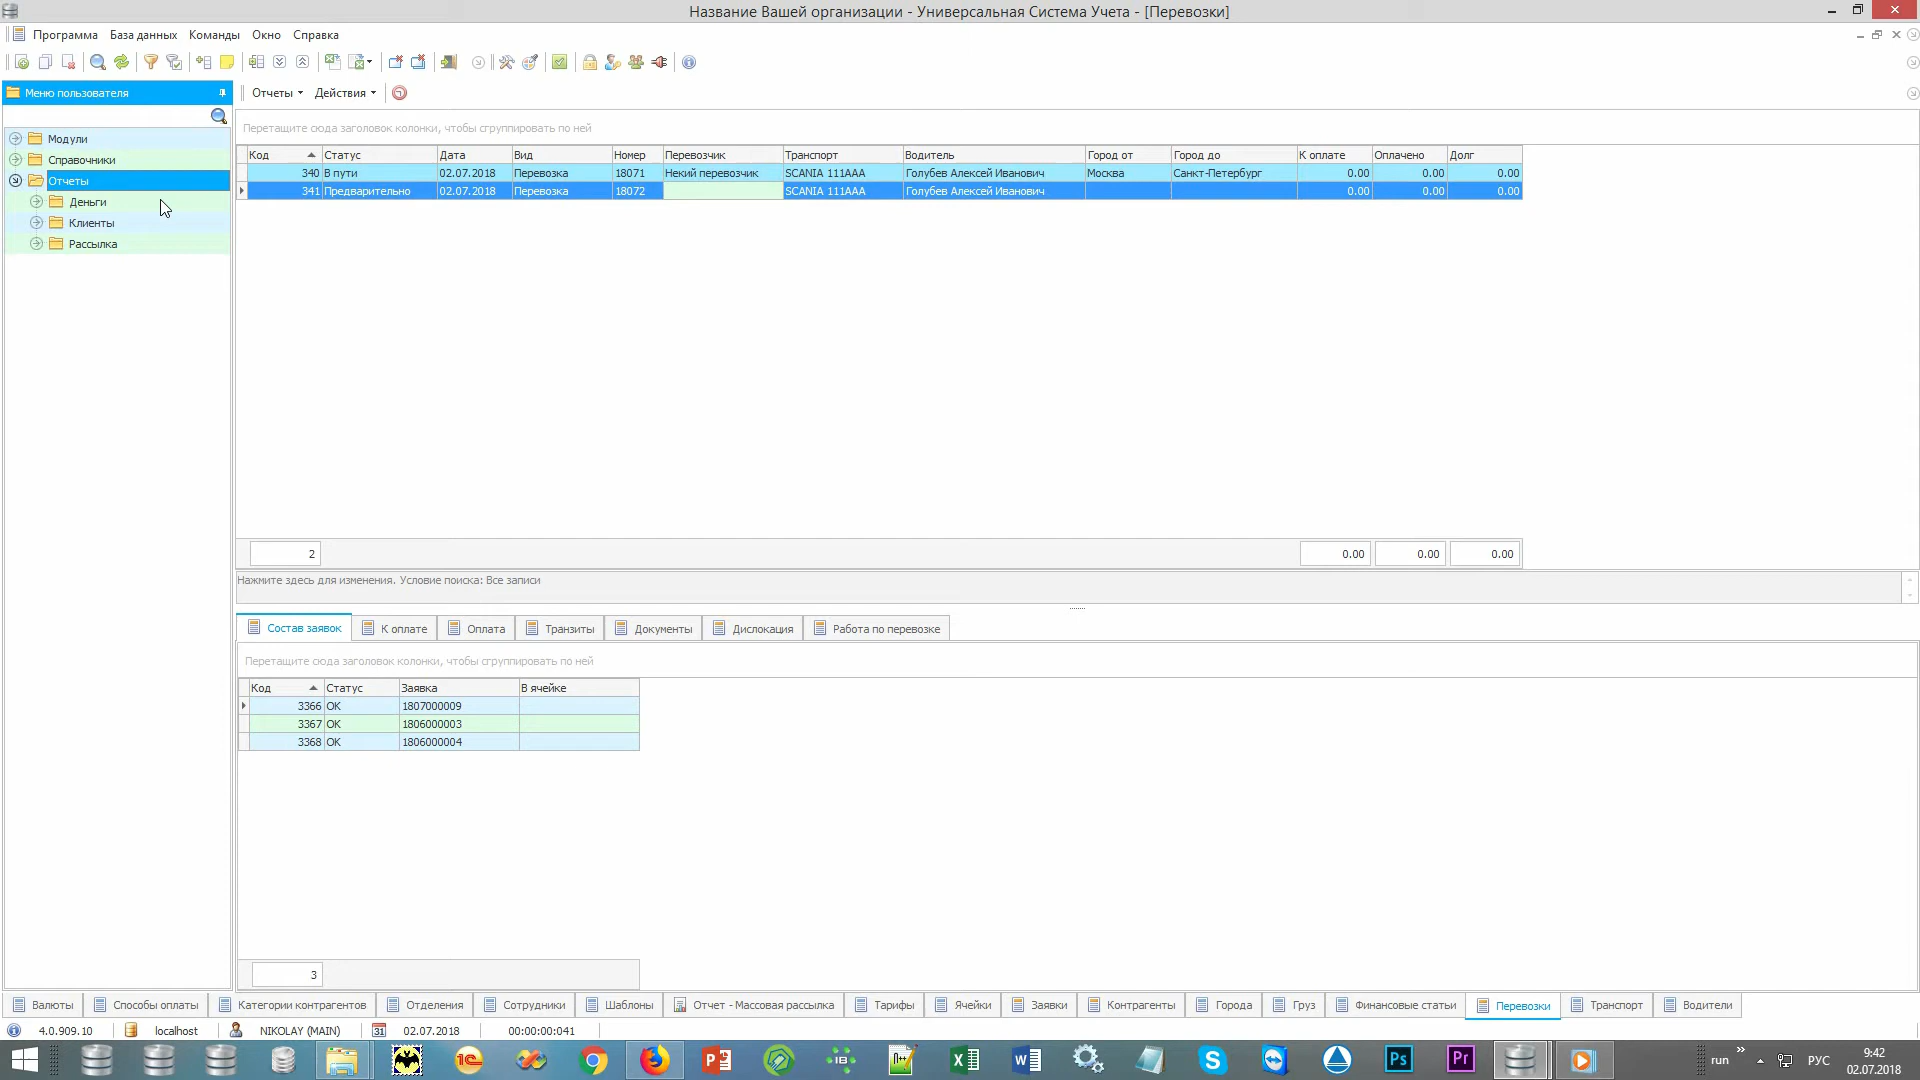 Название Вашей организации - Универсальная Система Учета - [Перевозки]
Программа База данных Команды Окно Справка
Меню пользователя
Отчеты Действия
Перетащите сюда заголовок колонки, чтобы сгруппировать по ней
Модули
Справочники
Отчеты
Деньги
Клиенты
Рассылка
Код Статус Дата Вид Номер Перевозчик Транспорт Водитель Город от Город до К оплате Оплачено Долг
340 В пути 02.07.2018 Перевозка 18071 Некий перевозчик SCANIA 111AAA Голубев Алексей Иванович Москва Санкт-Петербург 0.00 0.00 0.00
341 Предварительно 02.07.2018 Перевозка 18072 SCANIA 111AAA Голубев Алексей Иванович 0.00 0.00 0.00
2 0.00 0.00 0.00
Нажмите здесь для изменения. Условие поиска: Все записи
Состав заявок К оплате Оплата Транзиты Документы Дислокация Работа по перевозке
Перетащите сюда заголовок колонки, чтобы сгруппировать по ней
Код Статус Заявка В ячейке
3366 ОК 1807000009
3367 ОК 1806000003
3368 ОК 1806000004
3
Валюты Способы оплаты Категории контрагентов Отделения Сотрудники Шаблоны Отчет - Массовая рассылка Тарифы Ячейки Заявки Контрагенты Города Груз Финансовые статьи Перевозки Транспорт Водители
4.0.909.10 localhost NIKOLAY (MAIN) 31 02.07.2018 00:00:00:041
1C IB n++ Ps Pr run » РУС 9:42
02.07.2018